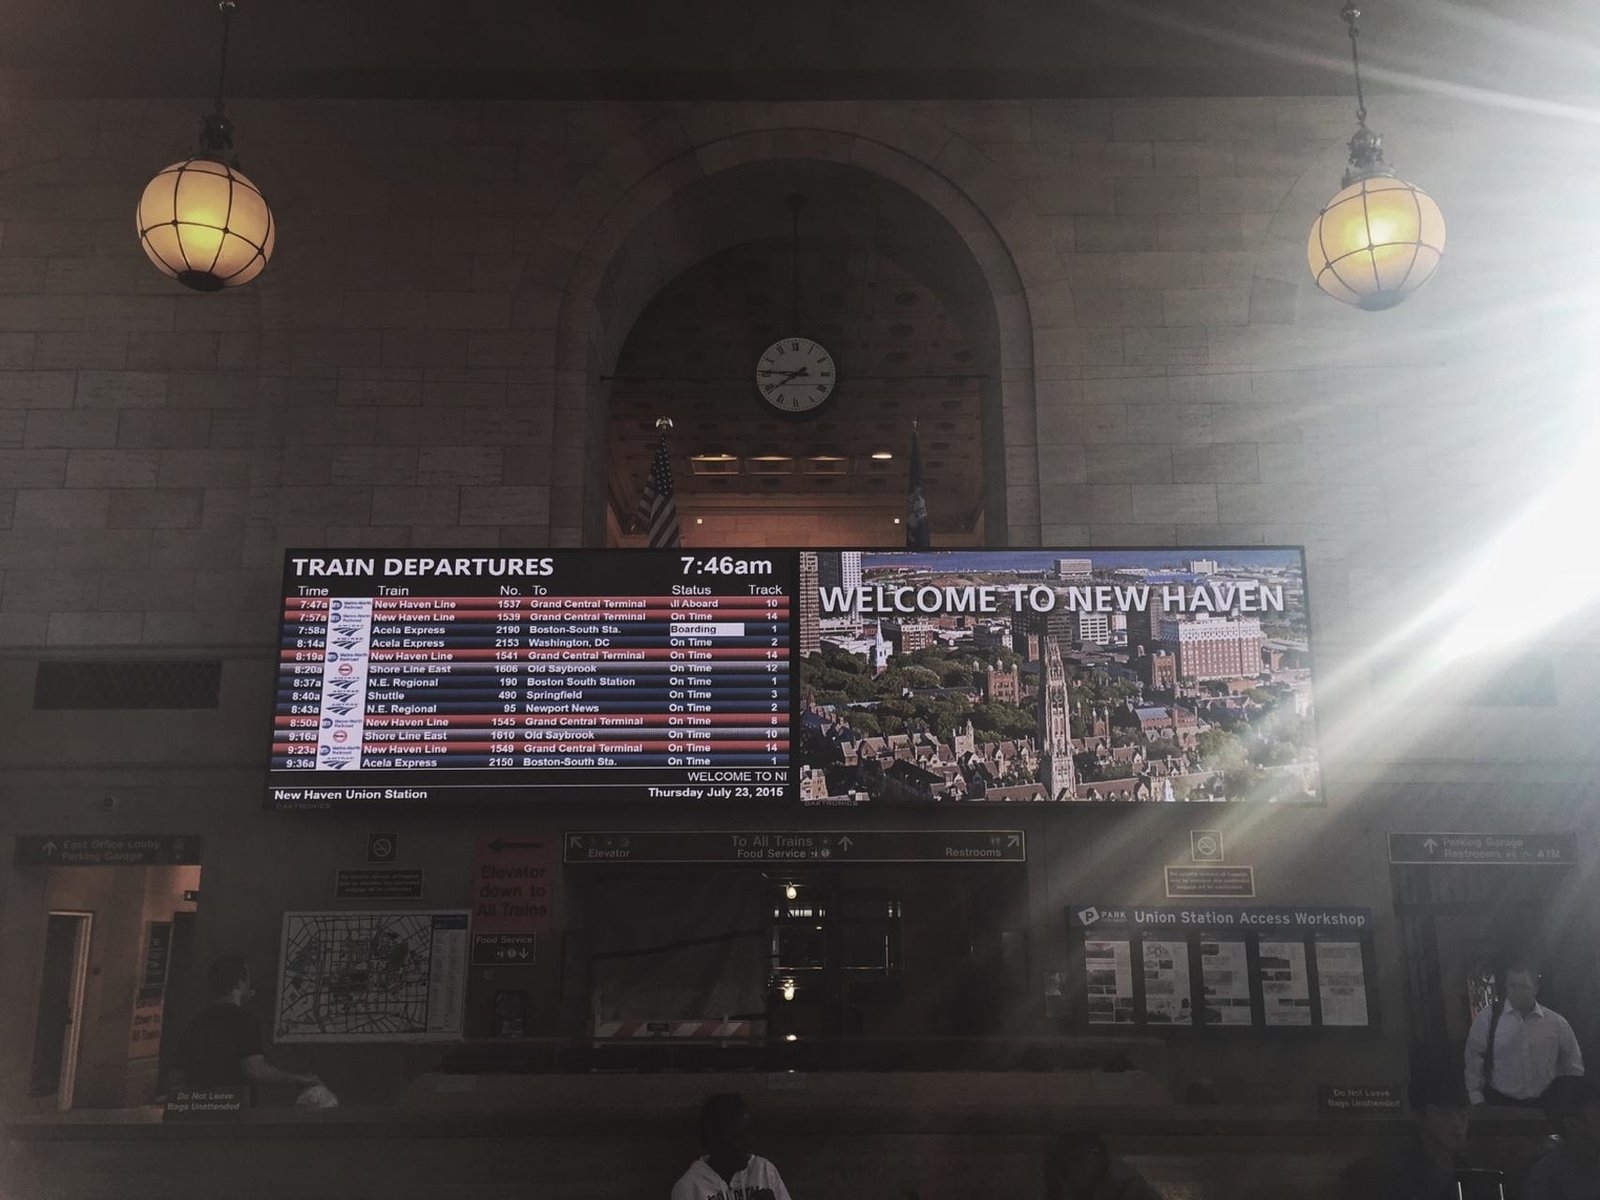 TRAIN DEPARTURES 7:46am
Time Train No. To Status Track
7:47a New Haven Line 1537 Grand Central Terminal All Aboard 10
7:57a New Haven Line 1539 Grand Central Terminal On Time 14
7:58a Acela Express 2190 Boston-South Sta. Boarding 1
8:14a Acela Express 2153 Washington, DC On Time 2
8:19a New Haven Line 1541 Grand Central Terminal On Time 14
8:20a Shore Line East 1606 Old Saybrook On Time 12
8:37a N.E. Regional 190 Boston South Station On Time 1
8:40a Shuttle 490 Springfield On Time 3
8:43a N.E. Regional 95 Newport News On Time 2
8:50a New Haven Line 1545 Grand Central Terminal On Time 8
9:16a Shore Line East 1610 Old Saybrook On Time 10
9:23a New Haven Line 1549 Grand Central Terminal On Time 14
9:36a Acela Express 2150 Boston-South Sta. On Time 1
WELCOME TO NI
New Haven Union Station Thursday July 23, 2015
DAKTRONICS
WELCOME TO NEW HAVEN
DAKTRONICS
East Office Lobby
Parking Garage
Elevator
down to
All Trains
Food Service
Elevator
To All Trains
Food Service
Restrooms
Parking Garage
Restrooms ATM
PARK
Union Station Access Workshop
Do Not Leave
Bags Unattended
Do Not Leave
Bags Unattended